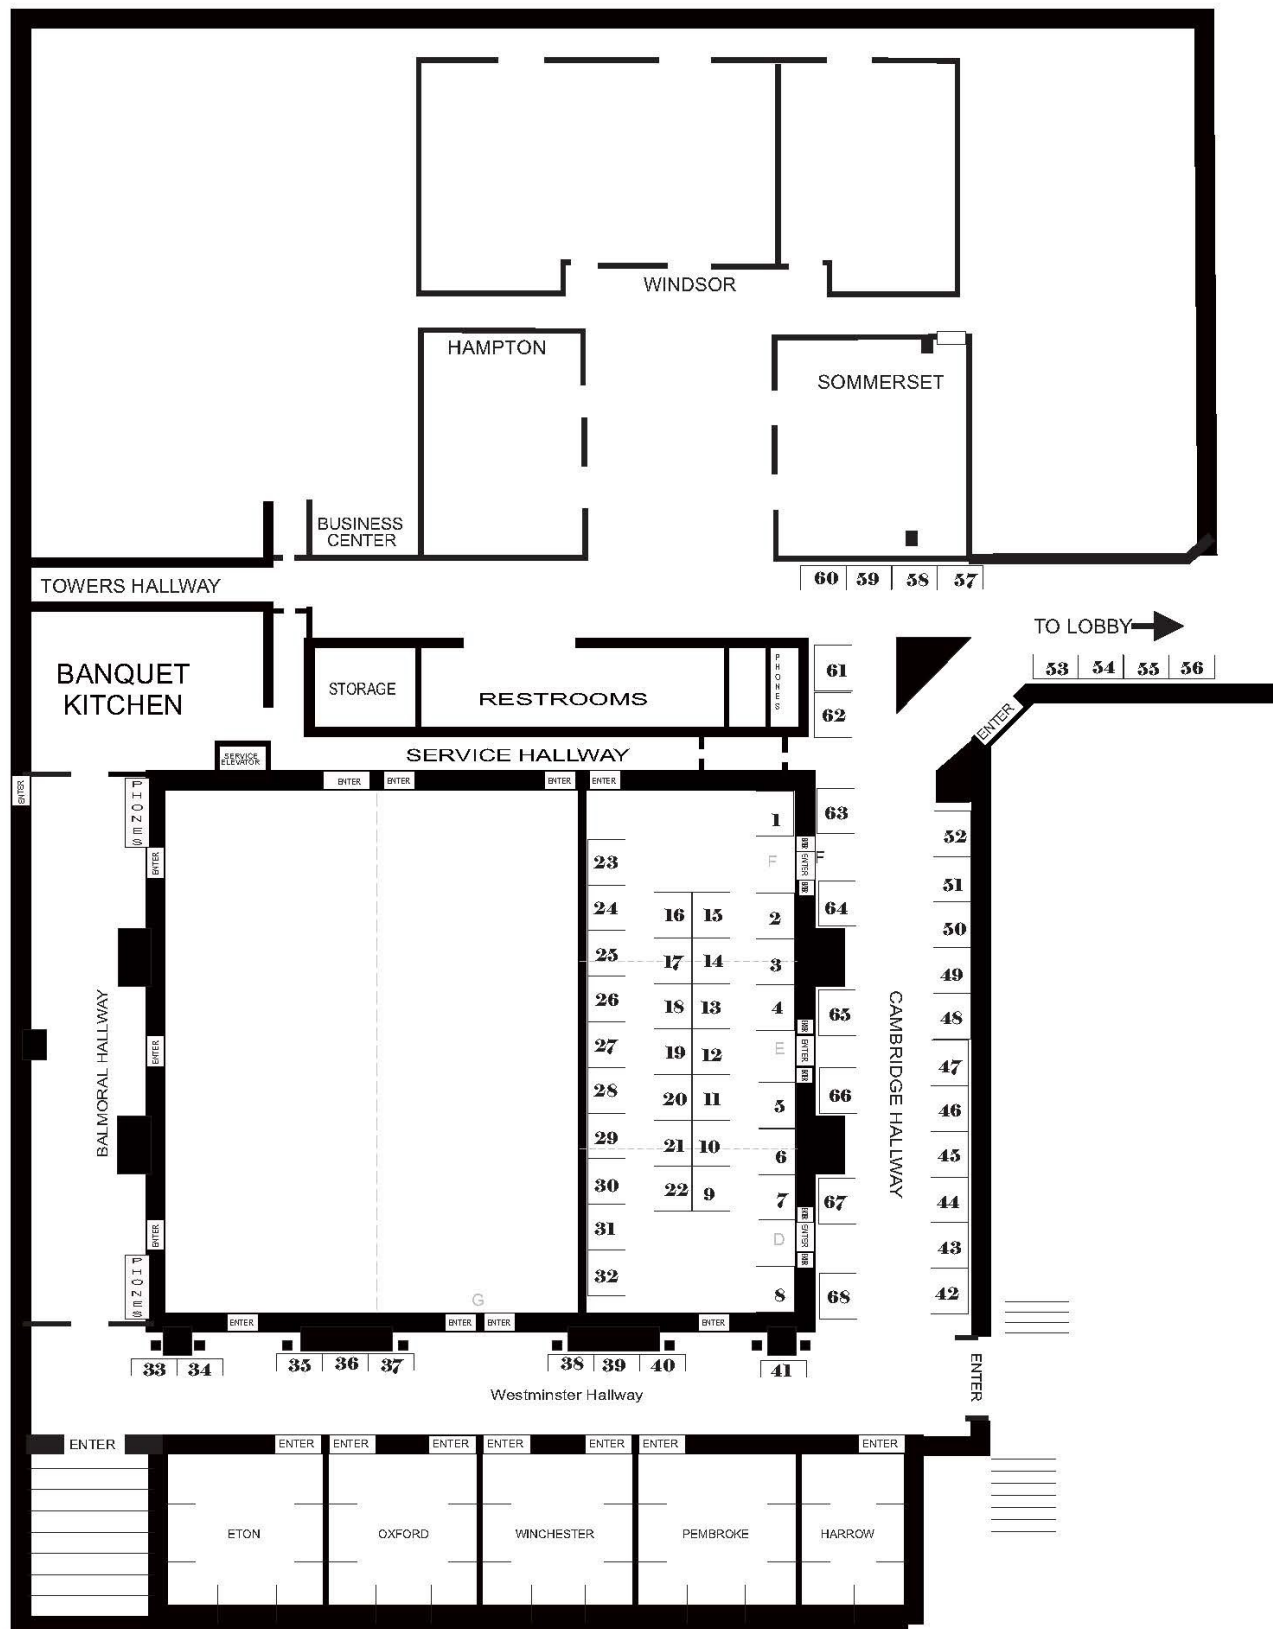 WINDSOR
HAMPTON
SOMMERSET
BUSINESS
CENTER
TOWERS HALLWAY
60 59 58 57
TO LOBBY
53 54 55 56
BANQUET
KITCHEN
STORAGE
RESTROOMS
PHONES
61
62
ENTER
SERVICE
ELEVATOR
SERVICE HALLWAY
ENTER
PHONES
ENTER ENTER ENTER ENTER
1
63
52
F
ENTER
F
23
51
24
16 15
2
64
50
25
17 14
3
49
26
18 13
4
65
48
27
19 12
E
ENTER
47
28
20 11
5
66
46
29
21 10
6
45
30
22 9
7
67
44
31
D
ENTER
43
32
8
68
42
ENTER
ENTER
ENTER
BALMORAL HALLWAY
CAMBRIDGE HALLWAY
PHONES
G
ENTER ENTER ENTER ENTER
33 34 35 36 37 38 39 40 41
Westminster Hallway
ENTER
ENTER ENTER ENTER ENTER ENTER ENTER ENTER ENTER
ETON OXFORD WINCHESTER PEMBROKE HARROW